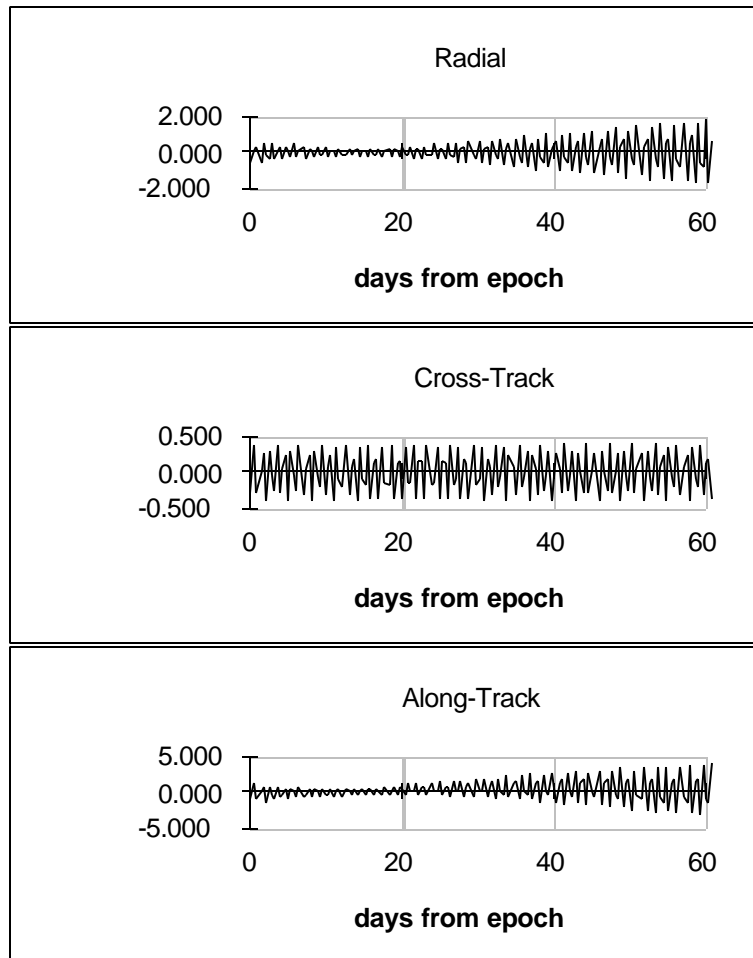 Radial
2.000
0.000
-2.000
0 20 40 60
days from epoch
Cross-Track
0.500
0.000
-0.500
0 20 40 60
days from epoch
Along-Track
5.000
0.000
-5.000
0 20 40 60
days from epoch